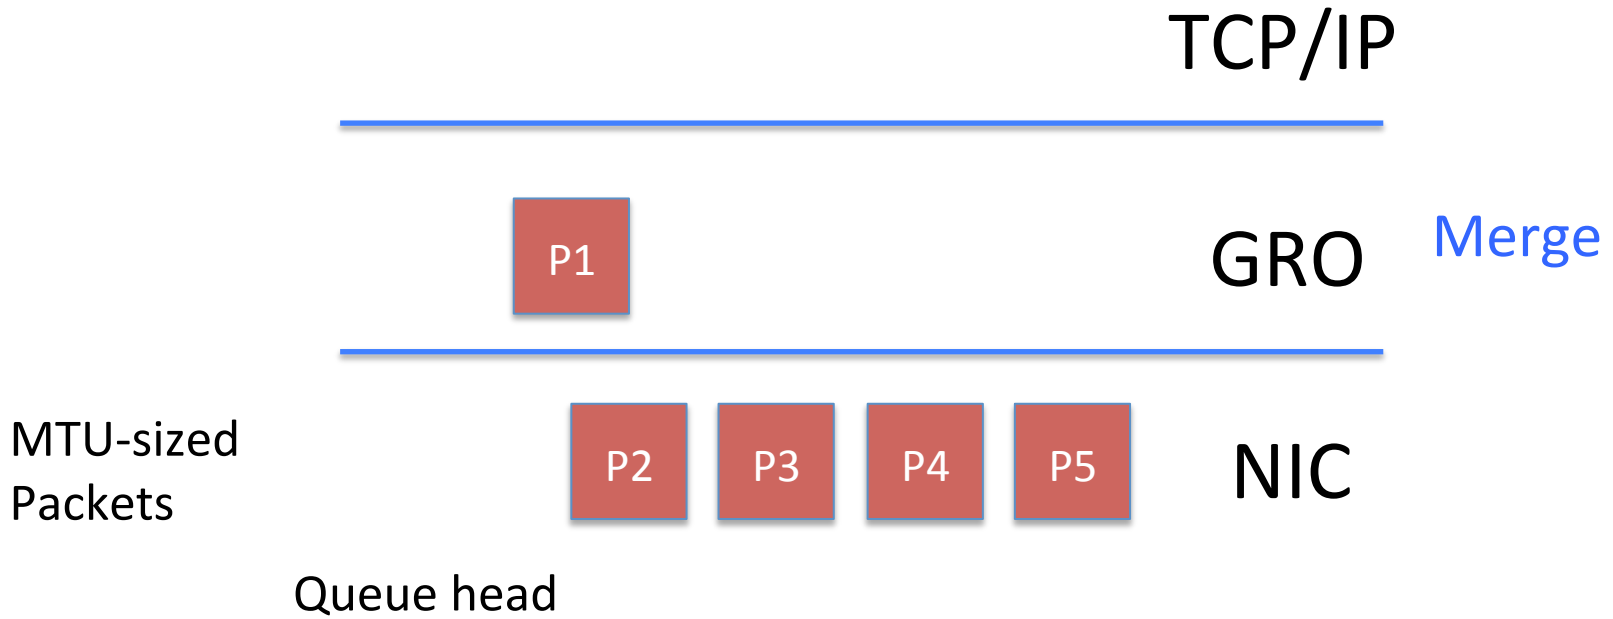 TCP/IP
P1
GRO
Merge
MTU-sized
Packets
P2 P3 P4 P5
NIC
Queue head